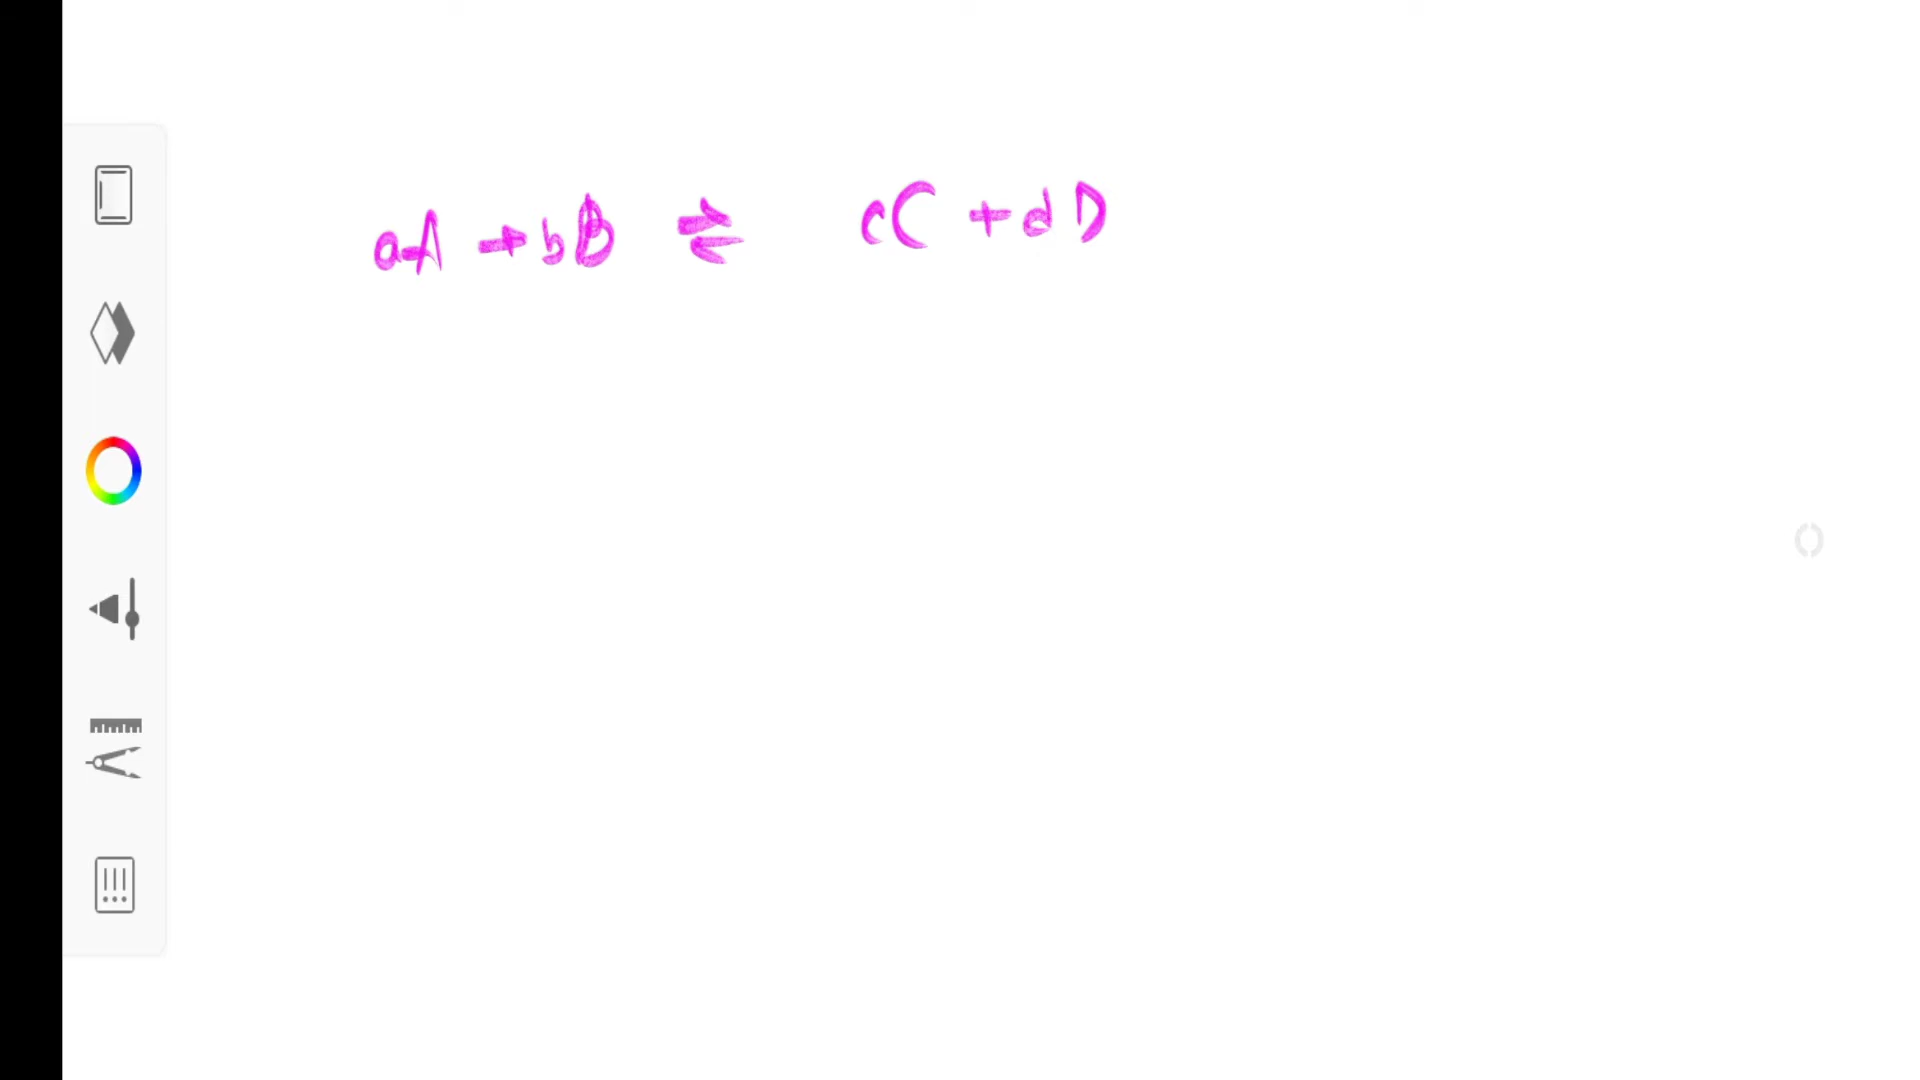 aA + bB ⇌ cC + dD